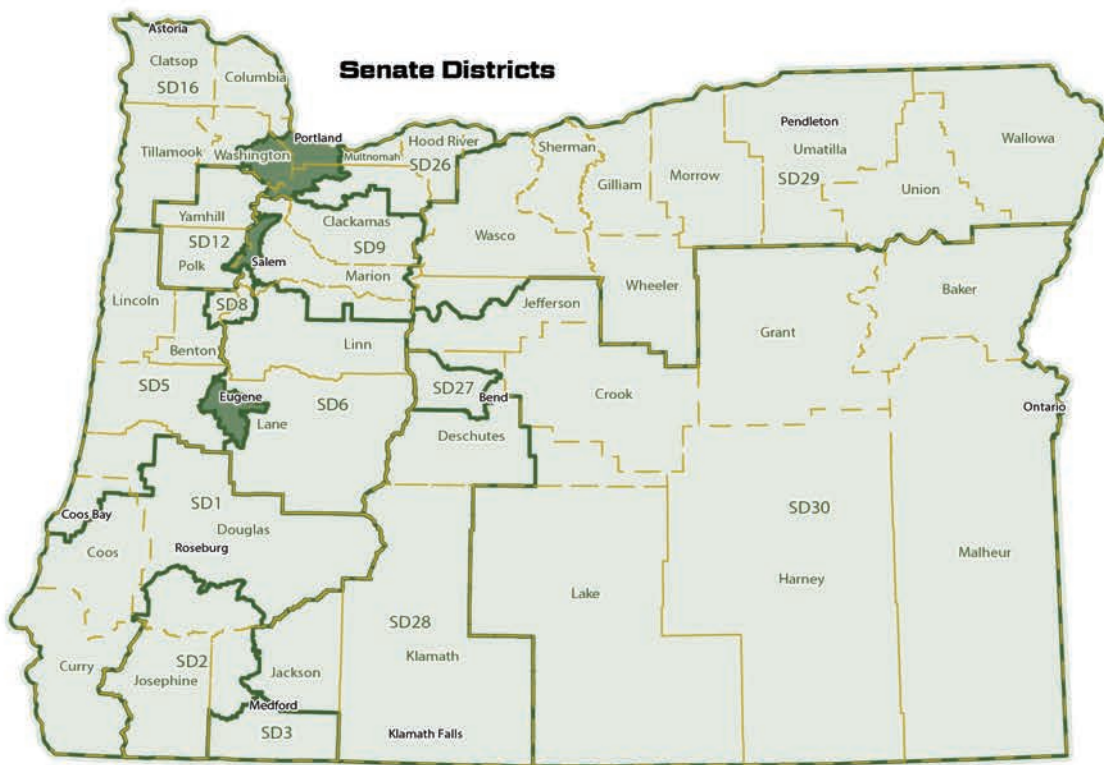 Senate Districts
Astoria
Clatsop
SD16
Columbia
Portland
Tillamook
Washington
Multnomah
Hood River
SD26
Sherman
Gilliam
Morrow
Pendleton
Umatilla
SD29
Union
Wallowa
Yamhill
SD12
Polk
Salem
Clackamas
SD9
Marion
Wasco
Wheeler
Jefferson
Grant
Baker
Lincoln
SD8
Benton
Linn
SD5
Eugene
SD6
Lane
SD27
Bend
Deschutes
Crook
Ontario
Coos Bay
Coos
SD1
Douglas
Roseburg
SD30
Harney
Malheur
Lake
SD28
Klamath
Klamath Falls
Curry
SD2
Josephine
Jackson
Medford
SD3